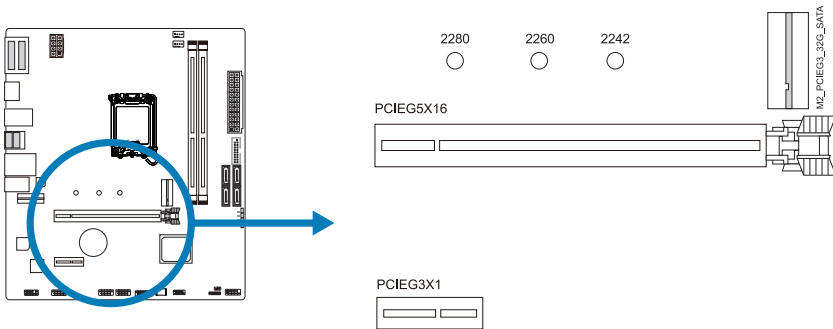 2280 2260 2242
M2_PCIEG3_32G_SATA
PCIEG5X16
PCIEG3X1